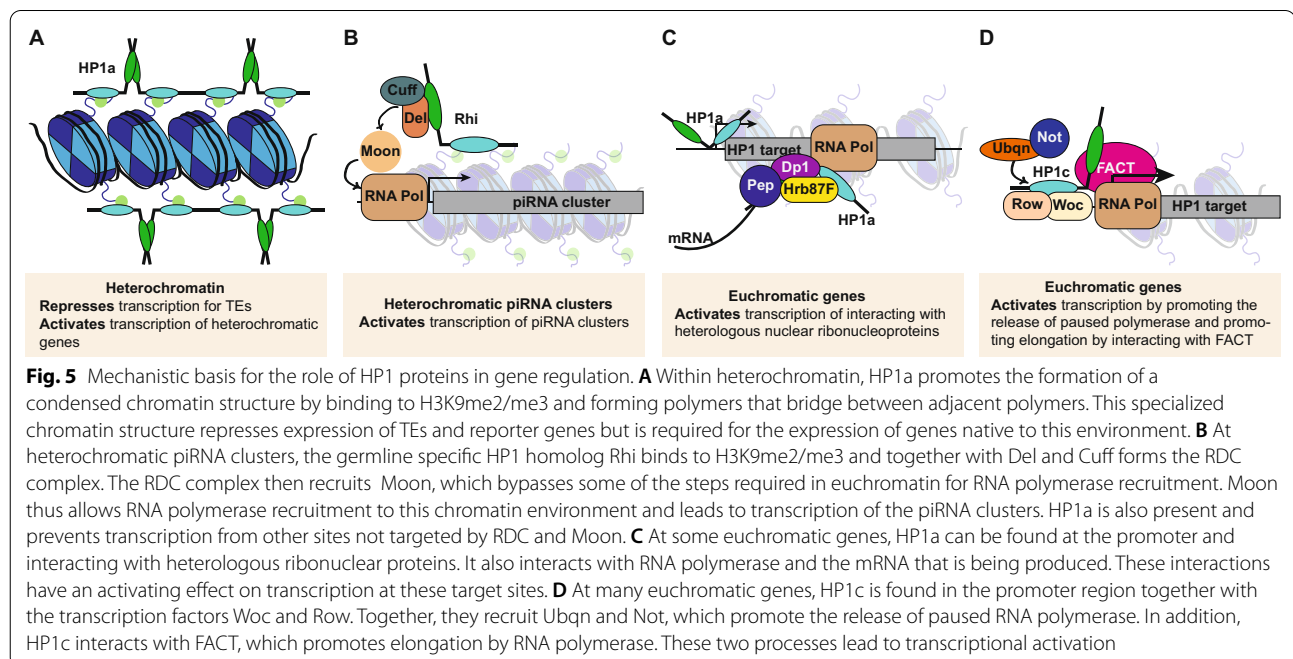 A
HP1a
Heterochromatin
Represses transcription for TEs
Activates transcription of heterochromatic
genes
B
Cuff
Del
Rhi
Moon
RNA Pol
piRNA cluster
Heterochromatic piRNA clusters
Activates transcription of piRNA clusters
C
HP1a
HP1 target
RNA Pol
Dp1
Pep
Hrb87F
HP1a
mRNA
Euchromatic genes
Activates transcription of interacting with
heterologous nuclear ribonucleoproteins
D
Not
Ubqn
HP1c
FACT
Row
Woc
RNA Pol
HP1 target
Euchromatic genes
Activates transcription by promoting the
release of paused polymerase and promo-
ting elongation by interacting with FACT
Fig. 5 Mechanistic basis for the role of HP1 proteins in gene regulation. A Within heterochromatin, HP1a promotes the formation of a
condensed chromatin structure by binding to H3K9me2/me3 and forming polymers that bridge between adjacent polymers. This specialized
chromatin structure represses expression of TEs and reporter genes but is required for the expression of genes native to this environment. B At
heterochromatic piRNA clusters, the germline specific HP1 homolog Rhi binds to H3K9me2/me3 and together with Del and Cuff forms the RDC
complex. The RDC complex then recruits Moon, which bypasses some of the steps required in euchromatin for RNA polymerase recruitment. Moon
thus allows RNA polymerase recruitment to this chromatin environment and leads to transcription of the piRNA clusters. HP1a is also present and
prevents transcription from other sites not targeted by RDC and Moon. C At some euchromatic genes, HP1a can be found at the promoter and
interacting with heterologous ribonuclear proteins. It also interacts with RNA polymerase and the mRNA that is being produced. These interactions
have an activating effect on transcription at these target sites. D At many euchromatic genes, HP1c is found in the promoter region together with
the transcription factors Woc and Row. Together, they recruit Ubqn and Not, which promote the release of paused RNA polymerase. In addition,
HP1c interacts with FACT, which promotes elongation by RNA polymerase. These two processes lead to transcriptional activation